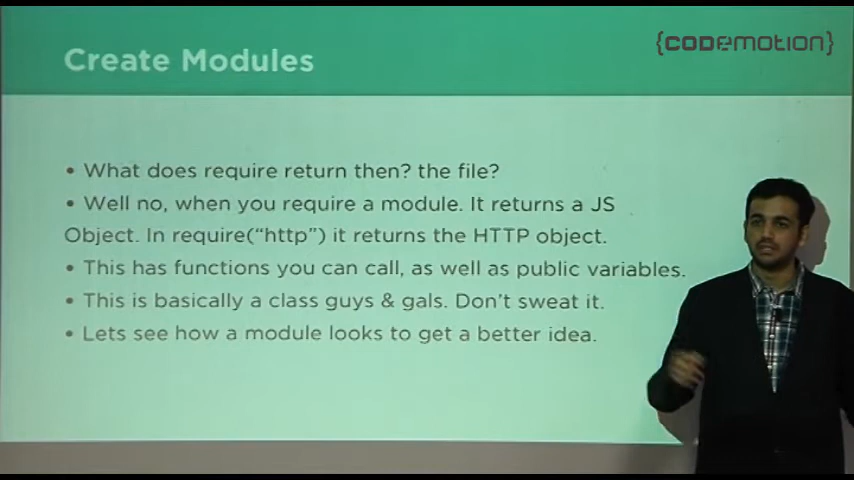 Create Modules
{CODEMOTION}
• What does require return then? the file?
• Well no, when you require a module. It returns a JS
Object. In require(“http”) it returns the HTTP object.
• This has functions you can call, as well as public variables.
• This is basically a class guys & gals. Don’t sweat it.
• Lets see how a module looks to get a better idea.